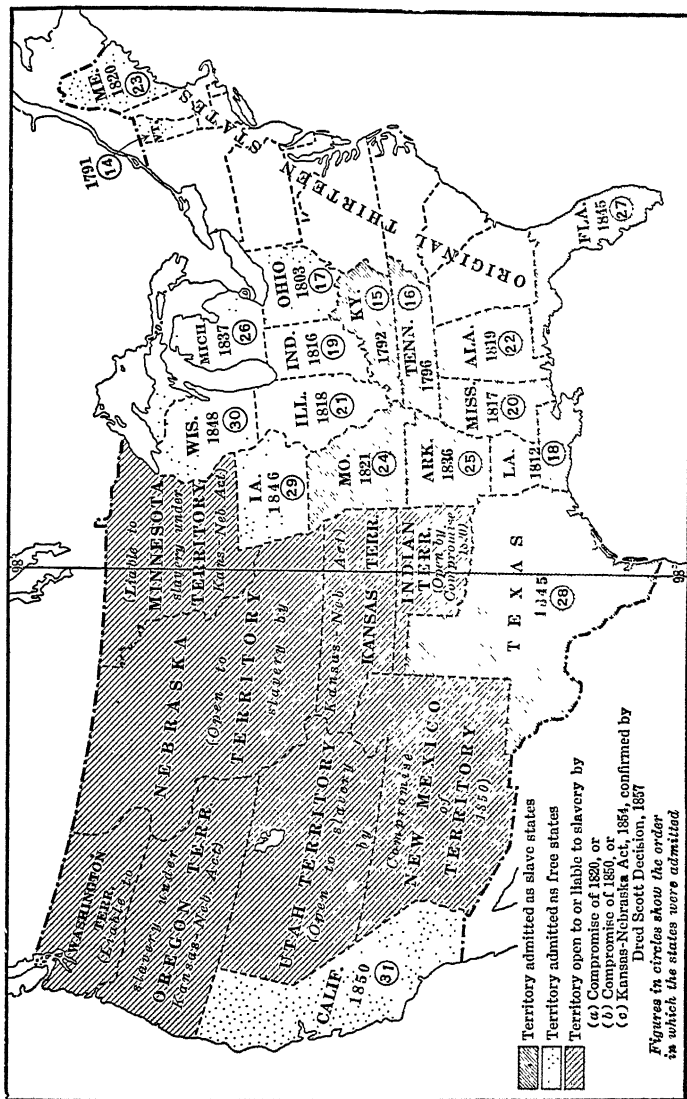 WASHINGTON
TERR.
(Liable to
slavery under
Kansas-Neb Act)
OREGON TERR.
NEBRASKA
TERRITORY
(Open to
slavery by
Kansas-Neb. Act)
(Liable to
MINNESOTA
slavery under
TERRITORY
Kans-Neb Act)
UTAH TERRITORY
(Open to slavery
by
Compromise
of
1850)
NEW MEXICO
TERRITORY
KANSAS TERR.
INDIAN
TERR.
(Open by
Compromise
1820)
CALIF.
1850
31
TEXAS
1845
28
WIS.
1848
30
IA.
1846
29
MO.
1821
24
ARK.
1836
25
LA.
1812
18
MICH.
1837
26
ILL.
1818
21
IND.
1816
19
OHIO
1803
17
KY.
1792
15
TENN.
1796
16
MISS.
1817
20
ALA.
1819
22
FLA.
1845
27
ORIGINAL THIRTEEN STATES
1791
14
VT.
ME.
1820
23
98°
98°
Territory admitted as slave states
Territory admitted as free states
Territory open to or liable to slavery by
(a) Compromise of 1820, or
(b) Compromise of 1850, or
(c) Kansas-Nebraska Act, 1854, confirmed by
Dred Scott Decision, 1857
Figures in circles show the order
in which the states were admitted